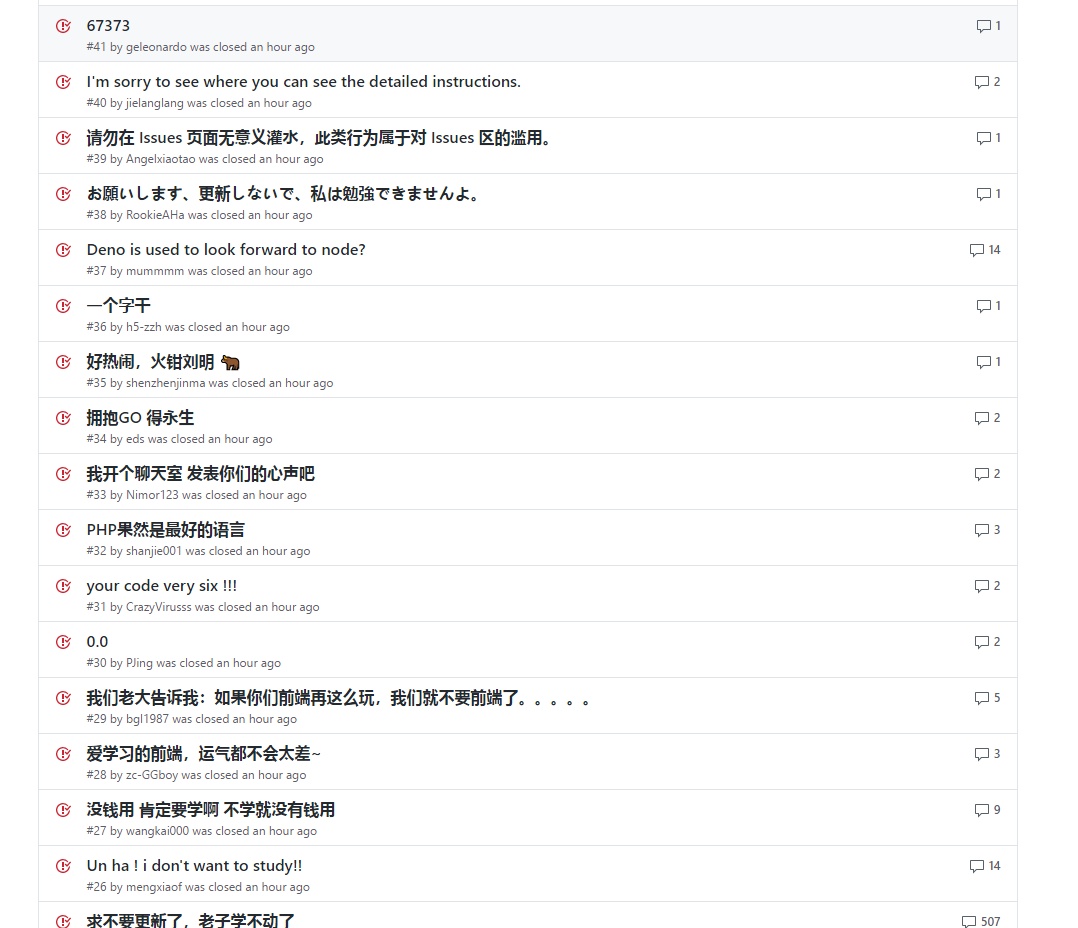 67373
1
#41 by geleonardo was closed an hour ago
I'm sorry to see where you can see the detailed instructions.
2
#40 by jielanglang was closed an hour ago
请勿在 Issues 页面无意义灌水，此类行为属于对 Issues 区的滥用。
1
#39 by Angelxiaotao was closed an hour ago
お願いします、更新しないで、私は勉強できませんよ。
1
#38 by RookieAHa was closed an hour ago
Deno is used to look forward to node?
14
#37 by mummmm was closed an hour ago
一个字干
1
#36 by h5-zzh was closed an hour ago
好热闹，火钳刘明 🐂
1
#35 by shenzhenjinma was closed an hour ago
拥抱GO 得永生
2
#34 by eds was closed an hour ago
我开个聊天室 发表你们的心声吧
2
#33 by Nimor123 was closed an hour ago
PHP果然是最好的语言
3
#32 by shanjie001 was closed an hour ago
your code very six !!!
2
#31 by CrazyVirusss was closed an hour ago
0.0
2
#30 by PJing was closed an hour ago
我们老大告诉我：如果你们前端再这么玩，我们就不要前端了。。。。。
5
#29 by bgl1987 was closed an hour ago
爱学习的前端，运气都不会太差~
3
#28 by zc-GGboy was closed an hour ago
没钱用 肯定要学啊 不学就没有钱用
9
#27 by wangkai000 was closed an hour ago
Un ha ! i don't want to study!!
14
#26 by mengxiaof was closed an hour ago
求不要更新了，老子学不动了
507